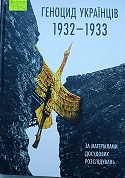 ГЕНОЦИД УКРАЇНЦІВ
1932–1933
ЗА МАТЕРІАЛАМИ
ДОСУДОВИХ
РОЗСЛІДУВАНЬ